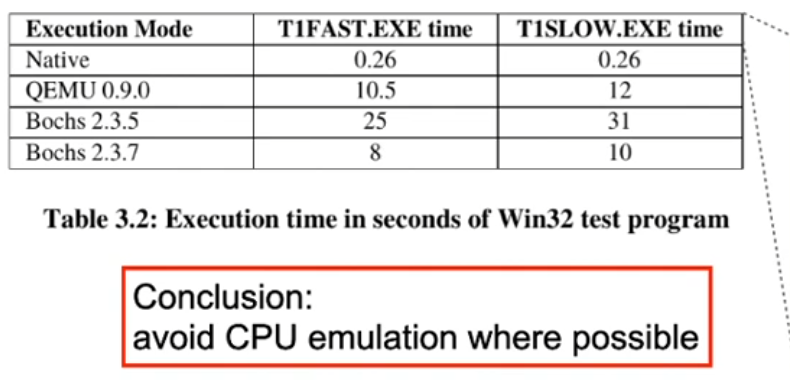 Execution Mode T1FAST.EXE time T1SLOW.EXE time
Native 0.26 0.26
QEMU 0.9.0 10.5 12
Bochs 2.3.5 25 31
Bochs 2.3.7 8 10
Table 3.2: Execution time in seconds of Win32 test program
Conclusion:
avoid CPU emulation where possible